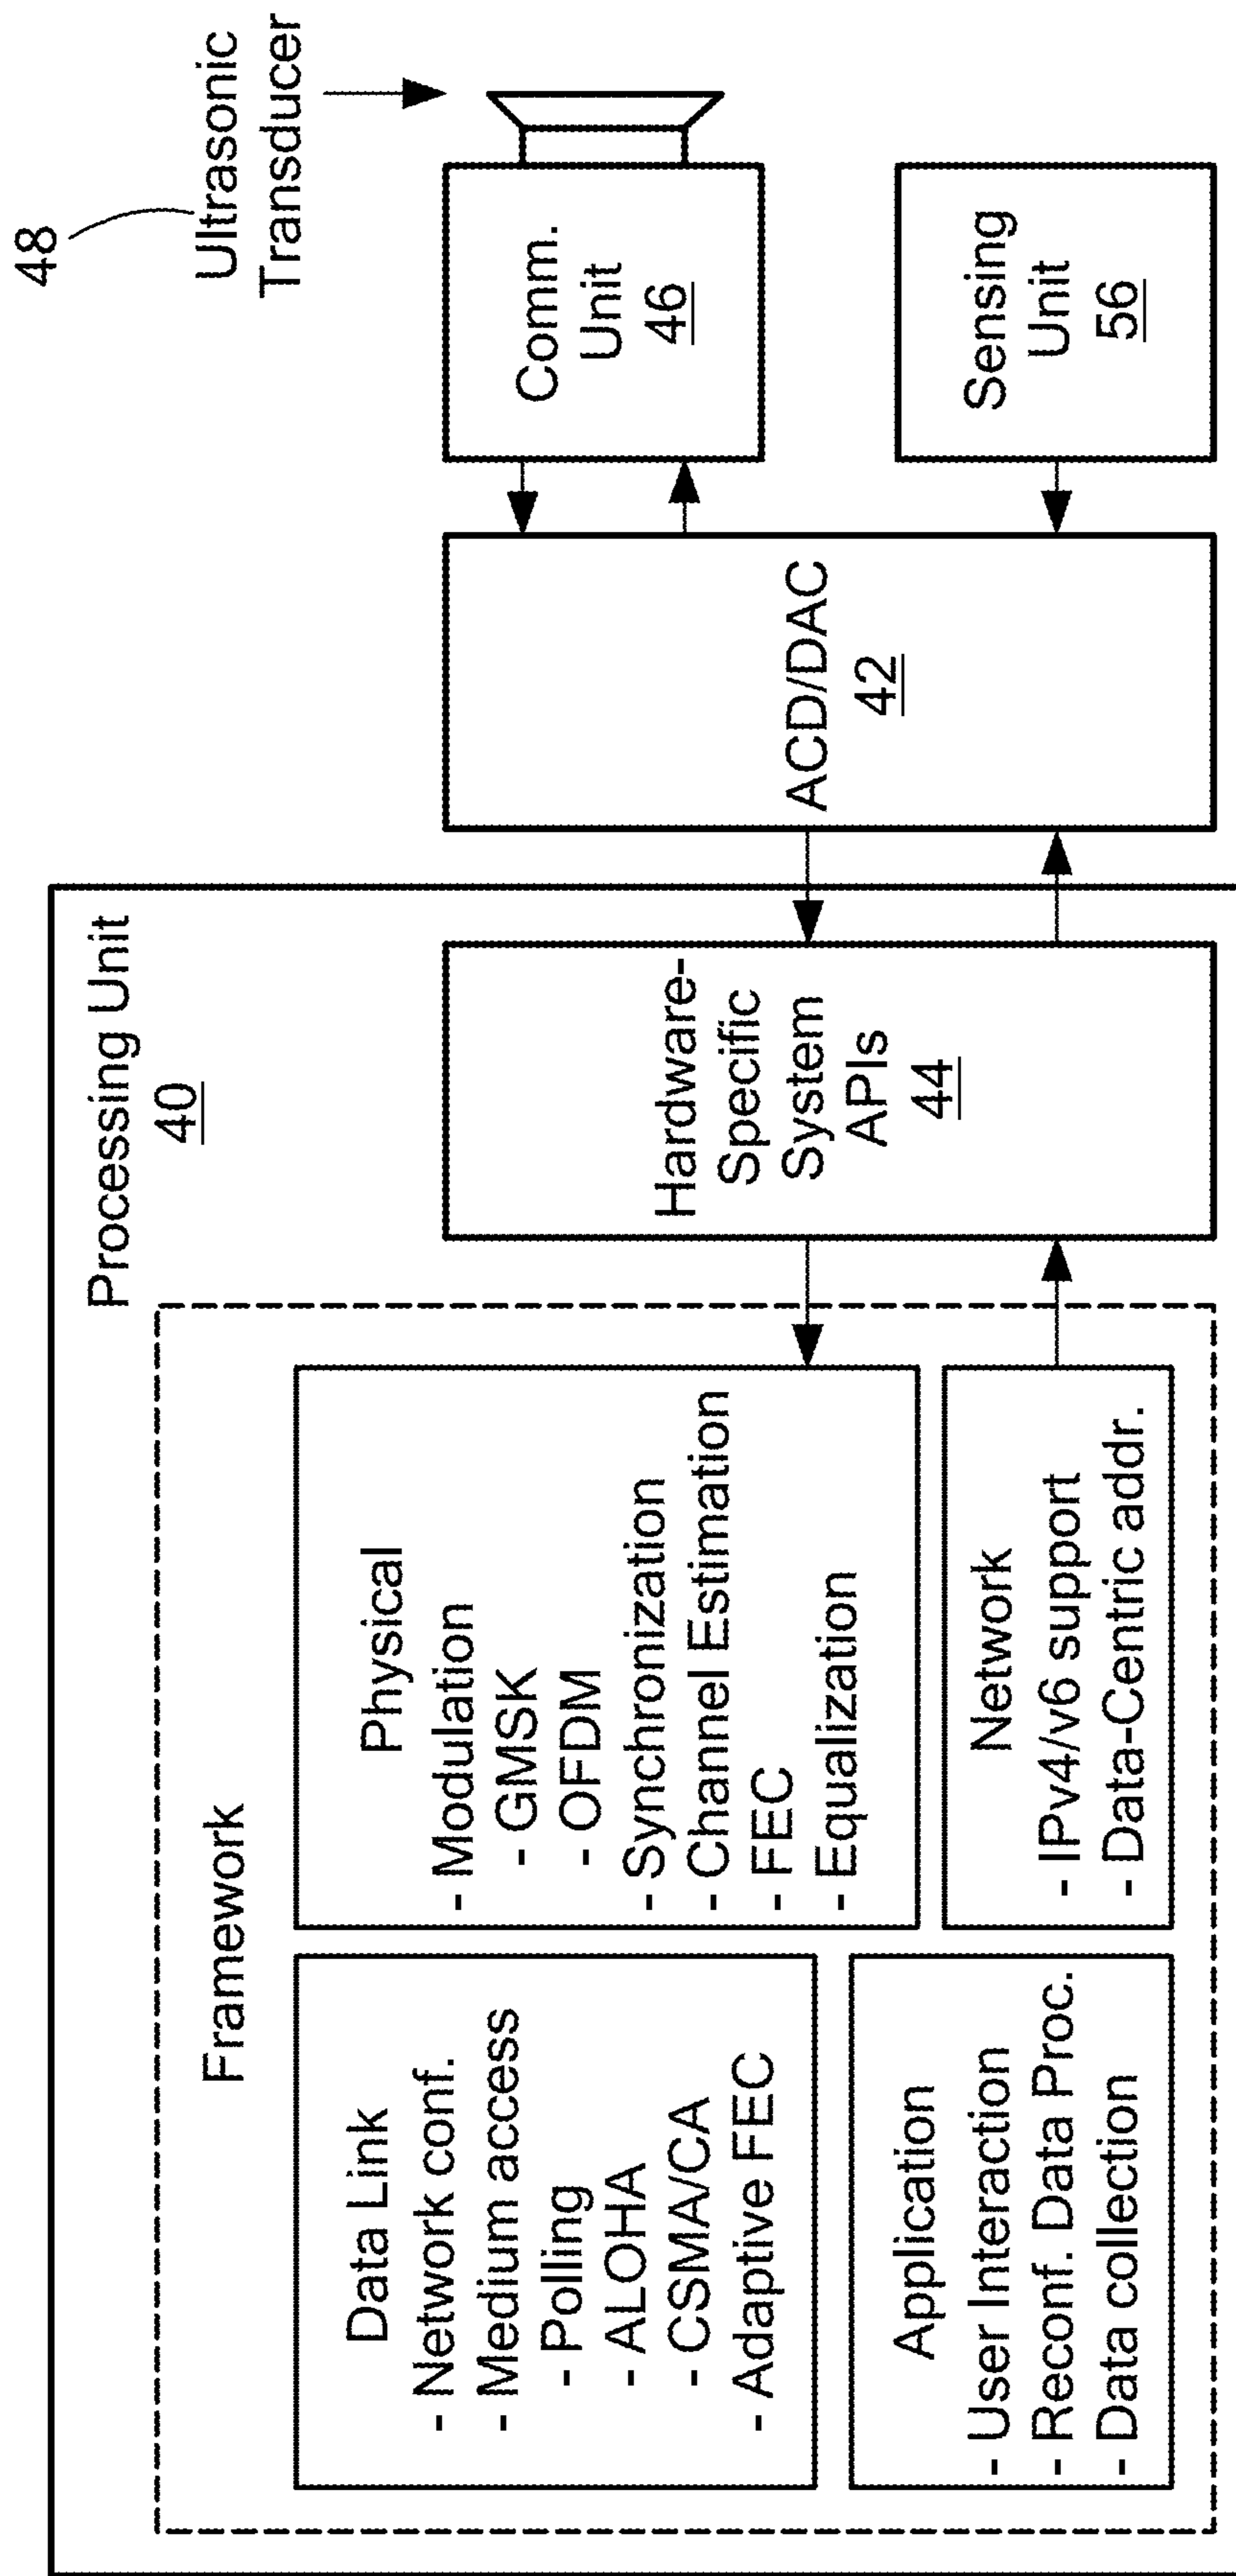 Processing Unit
40
Framework
Data Link
- Network conf.
- Medium access
- Polling
- ALOHA
- CSMA/CA
- Adaptive FEC
Physical
- Modulation
- GMSK
- OFDM
- Synchronization
- Channel Estimation
- FEC
- Equalization
Application
- User Interaction
- Reconf. Data Proc.
- Data collection
Network
- IPv4/v6 support
- Data-Centric addr.
Hardware-
Specific
System
APIs
44
ACD/DAC
42
48
Ultrasonic
Transducer
Comm.
Unit
46
Sensing
Unit
56